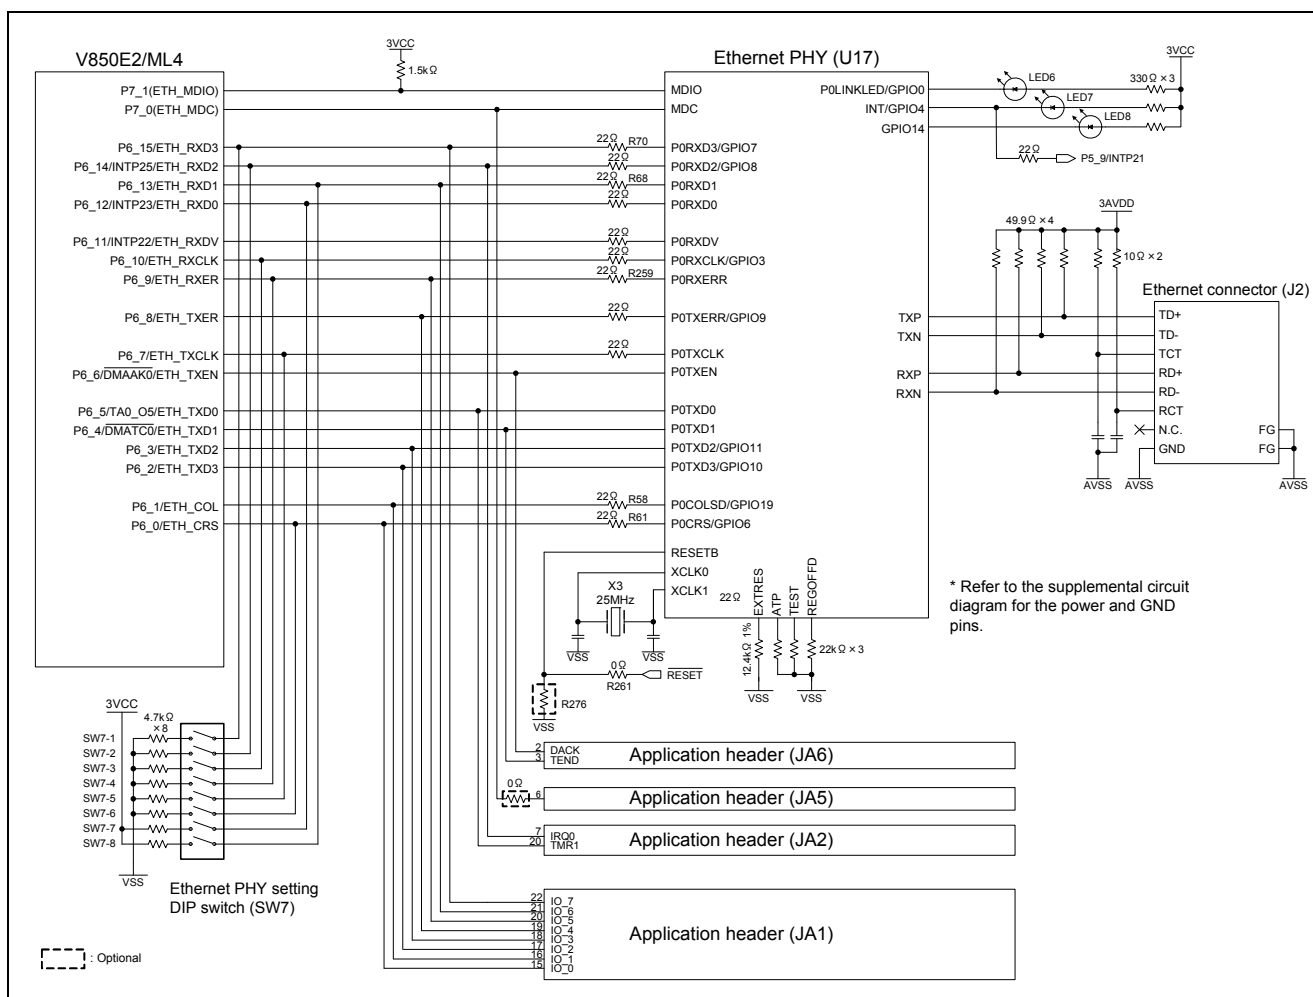 V850E2/ML4
3VCC
1.5kΩ
Ethernet PHY (U17)
3VCC
P7_1(ETH_MDIO)
P7_0(ETH_MDC)
MDIO
MDC
P0LINKLED/GPIO0
INT/GPIO4
GPIO14
LED6
LED7
LED8
330Ω × 3
22Ω
P5_9/INTP21
P6_15/ETH_RXD3
22Ω R70
P0RXD3/GPIO7
P6_14/INTP25/ETH_RXD2
22Ω
P0RXD2/GPIO8
P6_13/ETH_RXD1
22Ω R68
P0RXD1
P6_12/INTP23/ETH_RXD0
22Ω
P0RXD0
P6_11/INTP22/ETH_RXDV
22Ω
P0RXDV
P6_10/ETH_RXCLK
22Ω
P0RXCLK/GPIO3
P6_9/ETH_RXER
22Ω R259
P0RXERR
P6_8/ETH_TXER
22Ω
P0TXERR/GPIO9
P6_7/ETH_TXCLK
22Ω
P0TXCLK
P6_6/DMAAK0/ETH_TXEN
P0TXEN
P6_5/TA0_O5/ETH_TXD0
P0TXD0
P6_4/DMATC0/ETH_TXD1
P0TXD1
P6_3/ETH_TXD2
P0TXD2/GPIO11
P6_2/ETH_TXD3
P0TXD3/GPIO10
P6_1/ETH_COL
22Ω R58
P0COLSD/GPIO19
P6_0/ETH_CRS
22Ω R61
P0CRS/GPIO6
RESETB
XCLK0
XCLK1
TXP
TXN
RXP
RXN
3AVDD
49.9Ω × 4
10Ω × 2
Ethernet connector (J2)
TD+
TD-
TCT
RD+
RD-
RCT
N.C.
GND
FG
FG
AVSS
AVSS
AVSS
X3
25MHz
VSS
VSS
22Ω
EXTRES
ATP
TEST
REGOFFD
12.4kΩ 1%
22kΩ × 3
VSS
VSS
* Refer to the supplemental circuit
diagram for the power and GND
pins.
0Ω
R261
RESET
R276
VSS
3VCC
4.7kΩ
× 8
SW7-1
SW7-2
SW7-3
SW7-4
SW7-5
SW7-6
SW7-7
SW7-8
VSS
Ethernet PHY setting
DIP switch (SW7)
2 DACK
3 TEND
Application header (JA6)
0Ω
6
Application header (JA5)
7 IRQ0
20 TMR1
Application header (JA2)
22 IO_7
21 IO_6
20 IO_5
19 IO_4
18 IO_3
17 IO_2
16 IO_1
15 IO_0
Application header (JA1)
: Optional